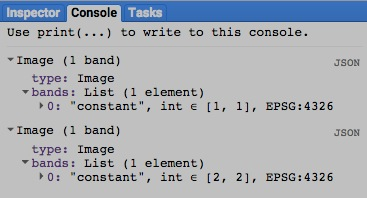 Inspector Console Tasks
Use print(...) to write to this console.
Image (1 band) JSON
type: Image
bands: List (1 element)
0: "constant", int ∈ [1, 1], EPSG:4326
Image (1 band) JSON
type: Image
bands: List (1 element)
0: "constant", int ∈ [2, 2], EPSG:4326